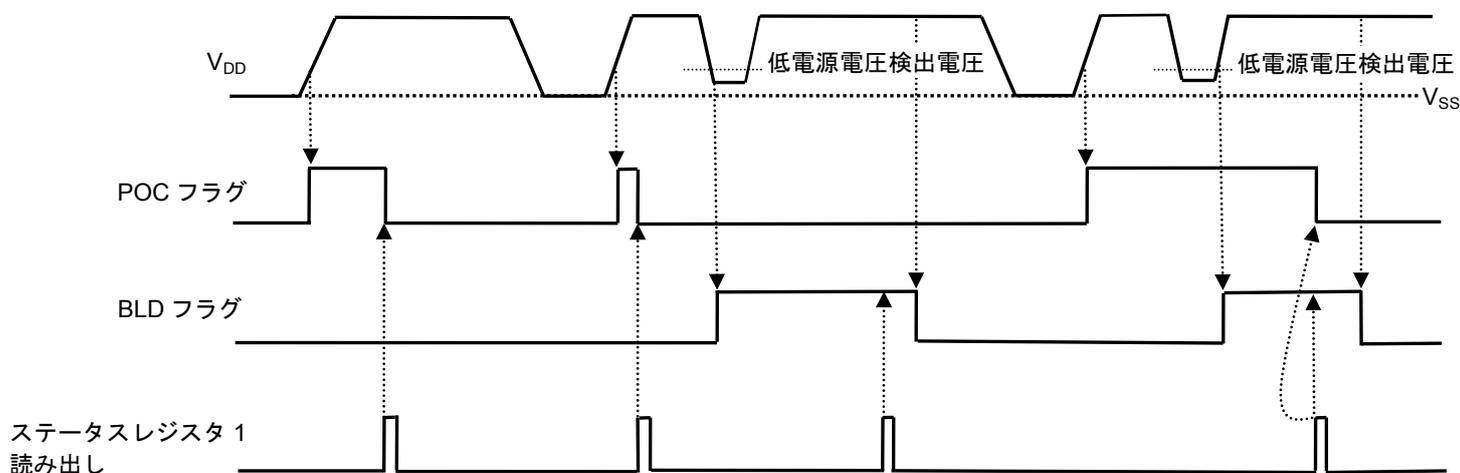 V_DD
低電源電圧検出電圧
低電源電圧検出電圧
V_SS
POC フラグ
BLD フラグ
ステータスレジスタ 1
読み出し